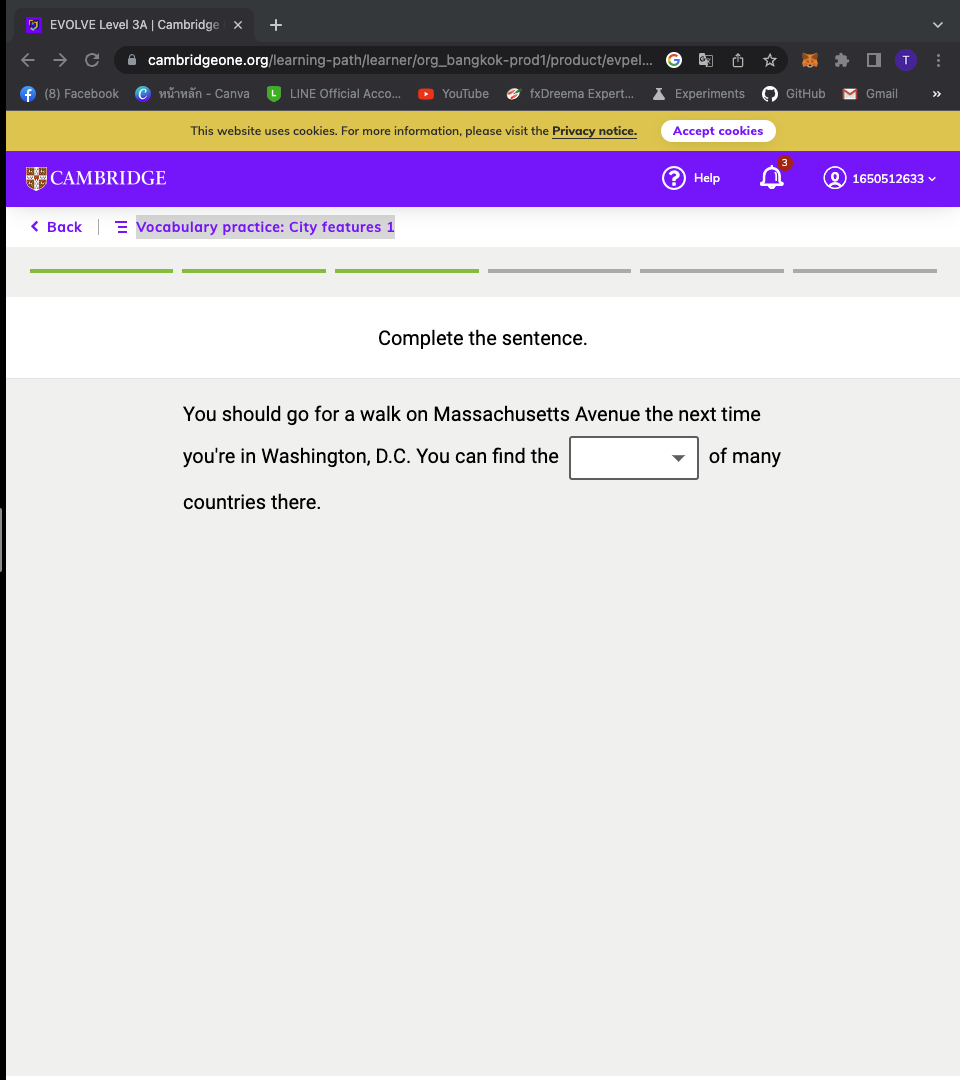 EVOLVE Level 3A | Cambridge
cambridgeone.org/learning-path/learner/org_bangkok-prod1/product/evpel...
T
(8) Facebook
หน้าหลัก - Canva
LINE Official Acco...
YouTube
fxDreema Expert...
Experiments
GitHub
Gmail
»
This website uses cookies. For more information, please visit the Privacy notice.
Accept cookies
CAMBRIDGE
Help
3
1650512633
Back
Vocabulary practice: City features 1
Complete the sentence.
You should go for a walk on Massachusetts Avenue the next time
you're in Washington, D.C. You can find the of many
countries there.